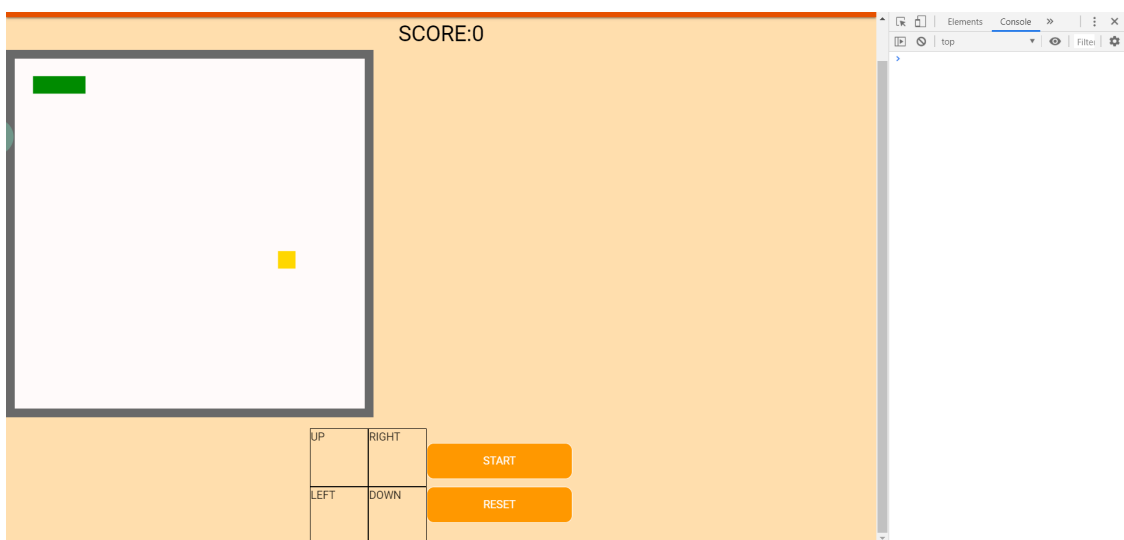 SCORE:0
Elements Console »
top Filter
UP RIGHT
START
LEFT DOWN
RESET